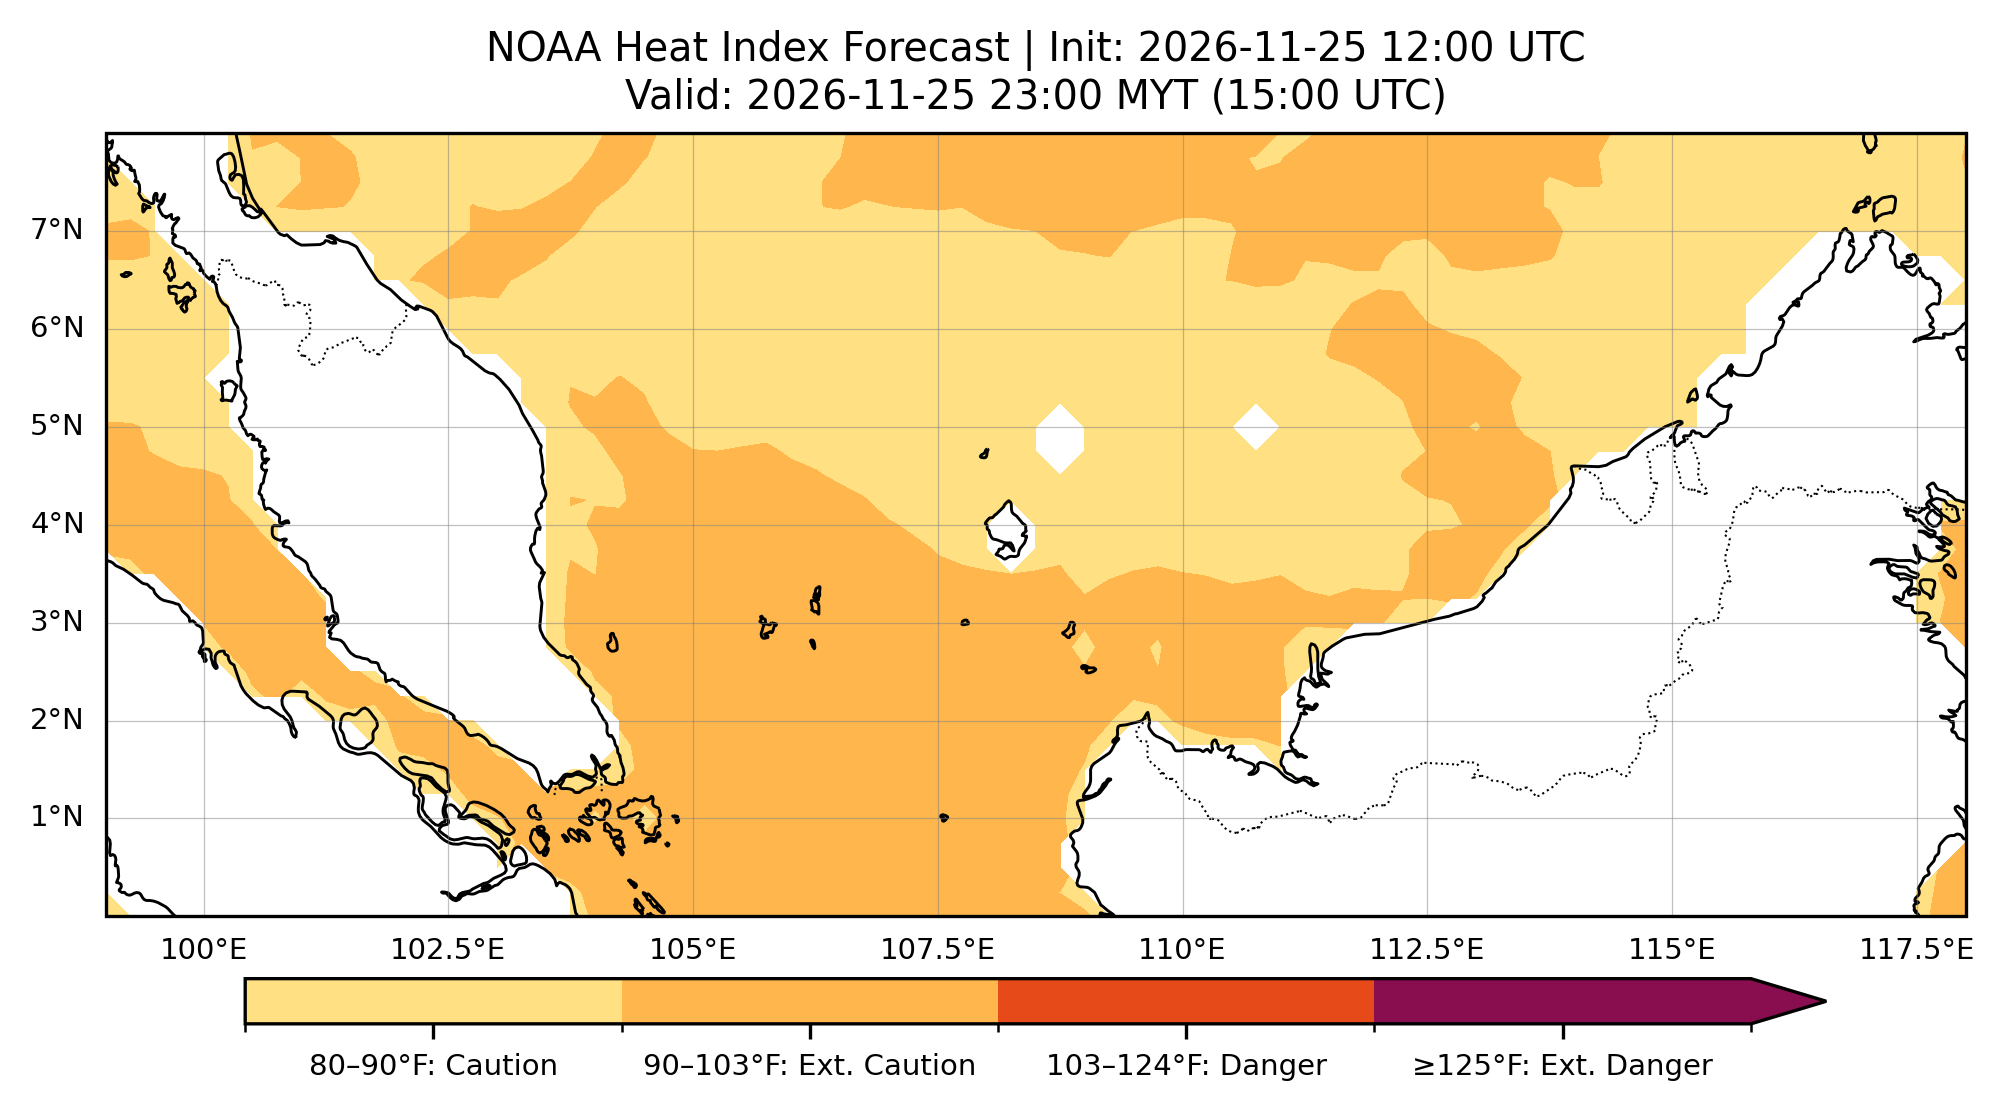 NOAA Heat Index Forecast | Init: 2026-11-25 12:00 UTC
Valid: 2026-11-25 23:00 MYT (15:00 UTC)
7°N
6°N
5°N
4°N
3°N
2°N
1°N
100°E
102.5°E
105°E
107.5°E
110°E
112.5°E
115°E
117.5°E
80–90°F: Caution
90–103°F: Ext. Caution
103–124°F: Danger
≥125°F: Ext. Danger